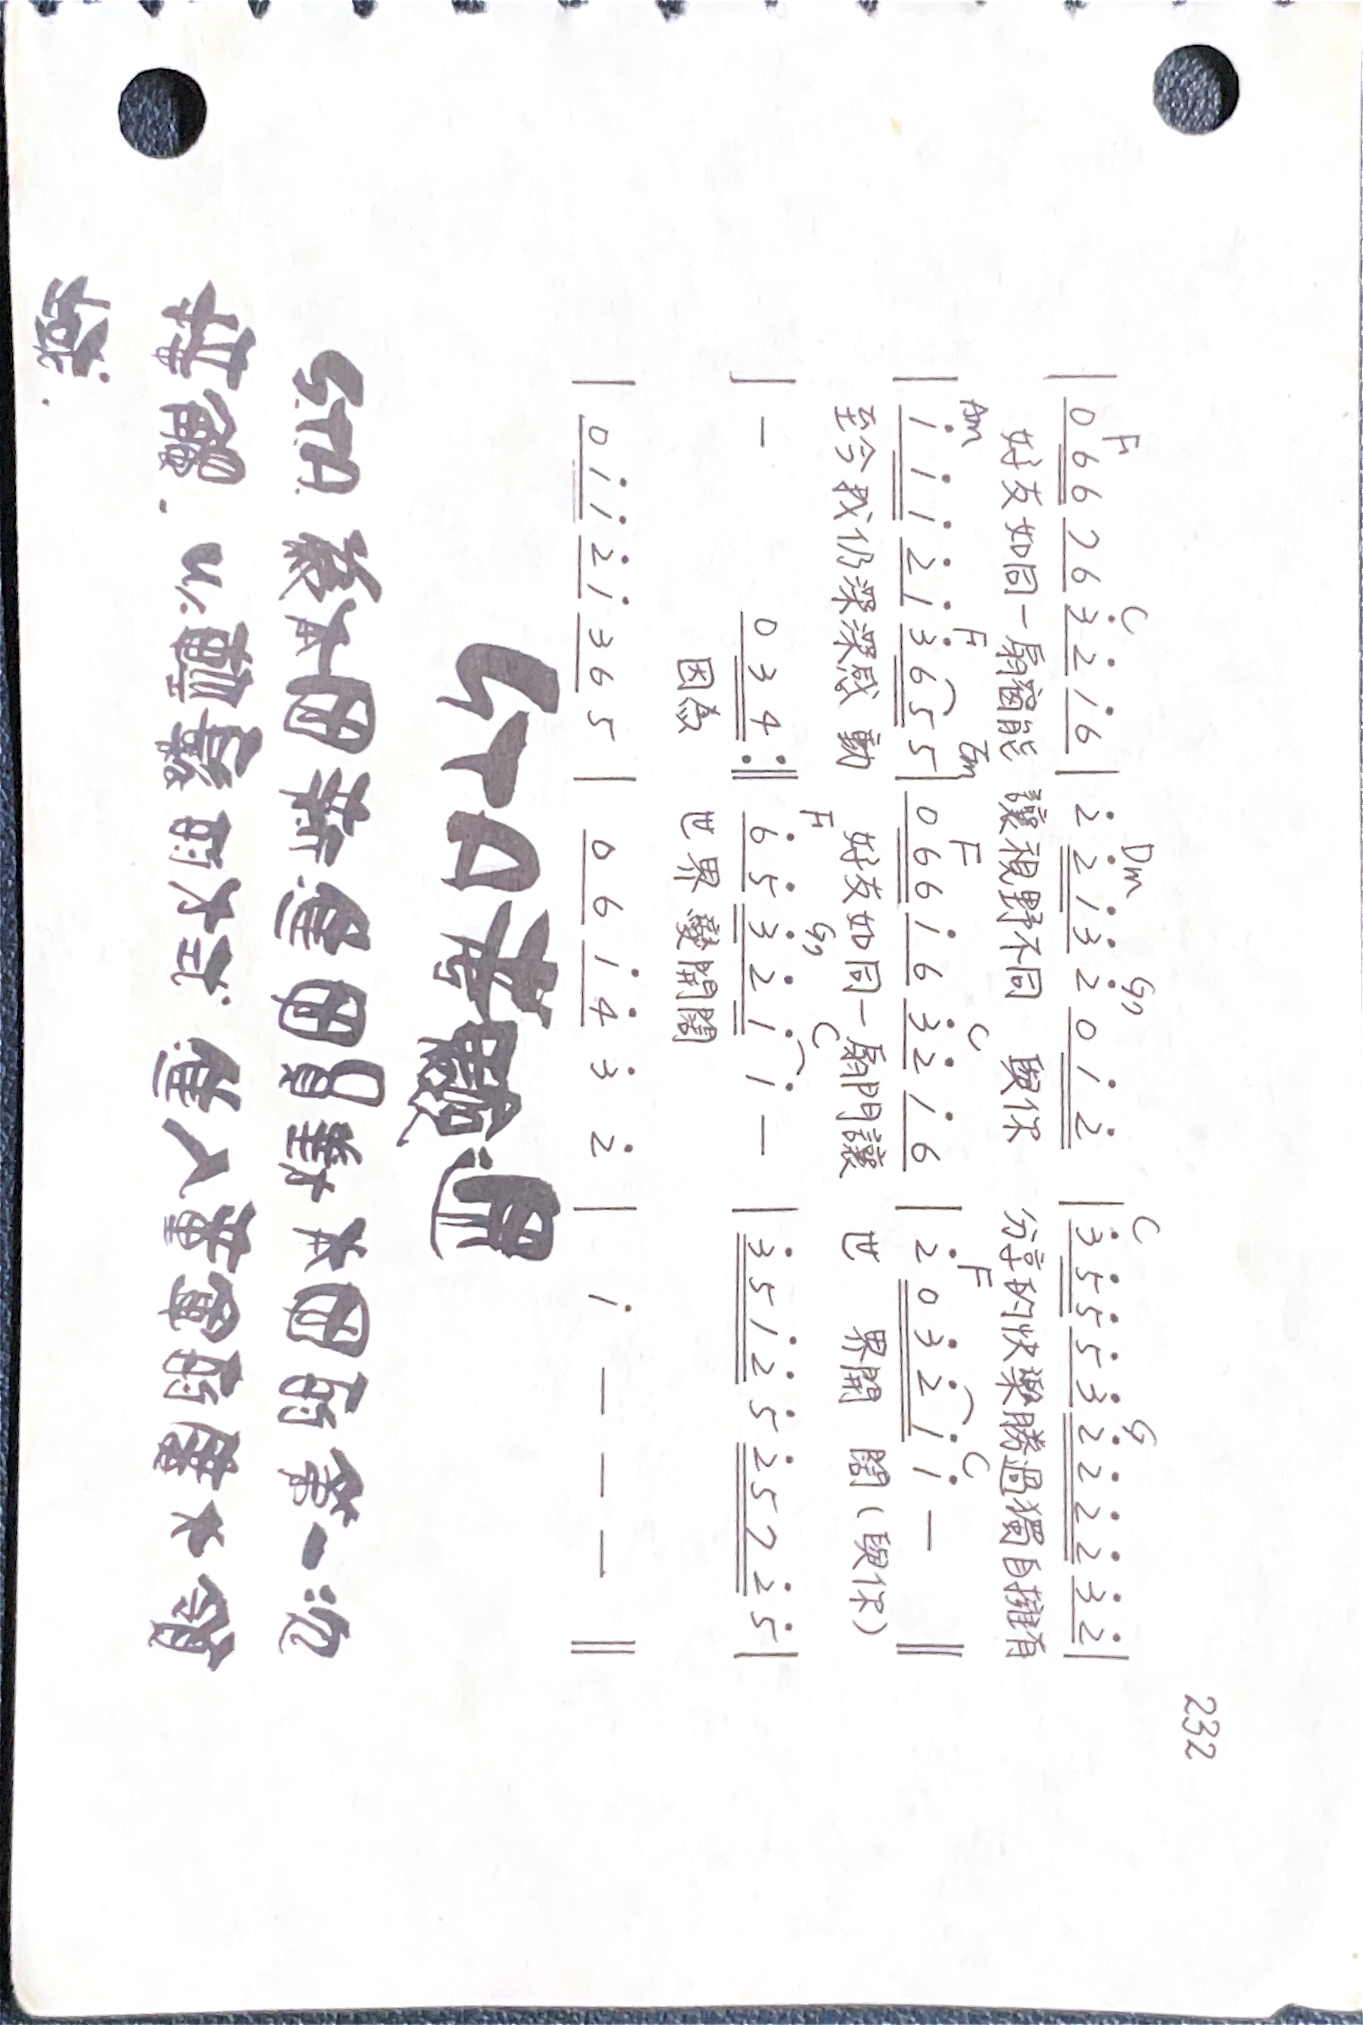 232
F C Dm G7 C G
| 0 6 6 7 6 3̇ 2̇ 1̇ 6 | 2̇ 2̇ 1̇ 3̇ 2̇ 0 1̇ 2̇ | 3̇ 5̇ 5̇ 5̇ 3̇ 2̇ 2̇ 2̇ 2̇ 3̇ 2̇ |
好友如同一扇窗能 讓視野不同 與你 分享的快樂勝過獨自擁有
Am F Em F C F C
| 1̇ 1̇ 1̇ 2̇ 1̇ 3̇ 6 5 5 | 0 6 6 1̇ 6 3̇ 2̇ 1̇ 6 | 2̇ 0 3̇ 2̇ 1̇ 1̇ — ‖
至今我仍深深感動 好友如同一扇門讓 世 界開 闊(與你)
F G7 C
| — 0 3 4 :‖ 6̇ 5̇ 3̇ 2̇ 1̇ 1̇ — | 3̇ 5 1̇ 2̇ 5̇ 2̇ 5 7 2̇ 5̇ |
因為 世界變開闊
| 0 1̇ 1̇ 2̇ 1̇ 3 6 5 | 0 6 1̇ 4̇ 3̇ 2̇ | 1̇ — — — ‖
STA考驗週
S.T.A. 為本團新進團員對本團的第一次
接觸. 以輔導的方式 進入童軍的廣大領
域.